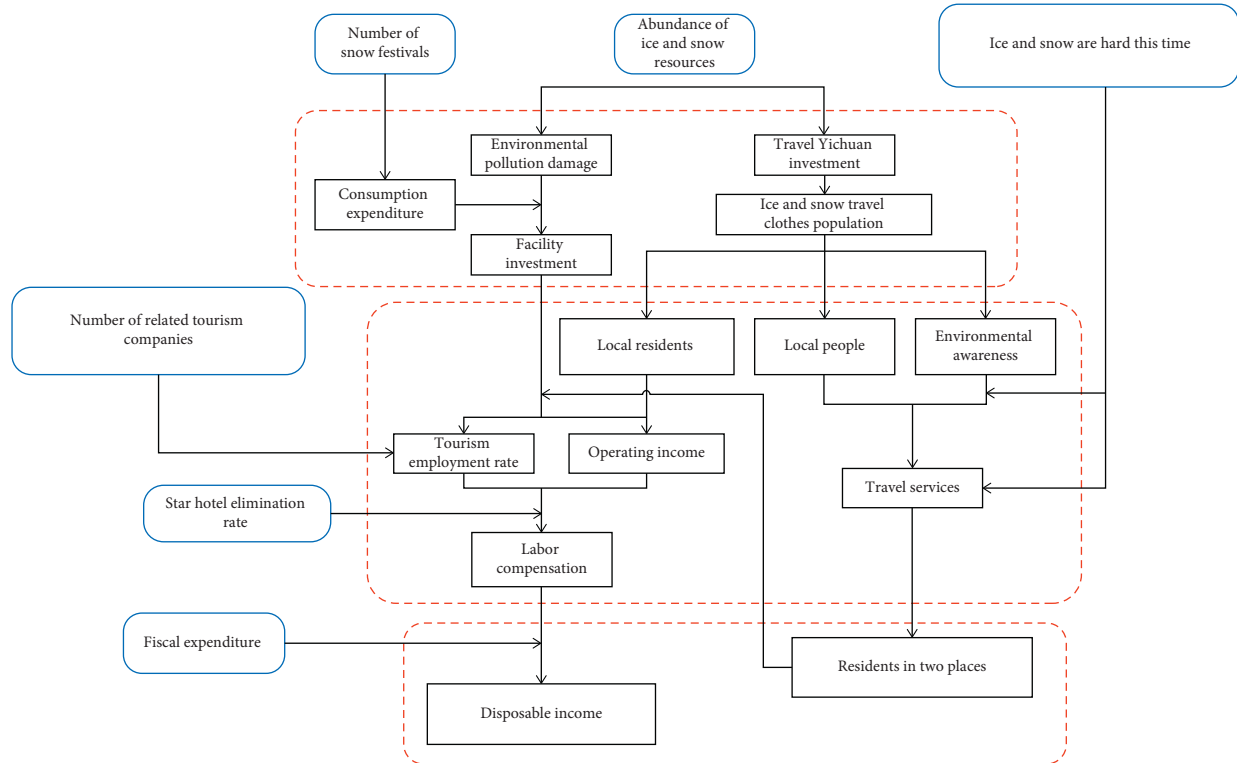 Number of
snow festivals
Abundance of
ice and snow
resources
Ice and snow are hard this time
Environmental
pollution damage
Travel Yichuan
investment
Consumption
expenditure
Ice and snow travel
clothes population
Facility
investment
Number of related tourism
companies
Local residents
Local people
Environmental
awareness
Tourism
employment rate
Operating income
Travel services
Star hotel elimination
rate
Labor
compensation
Fiscal expenditure
Residents in two places
Disposable income